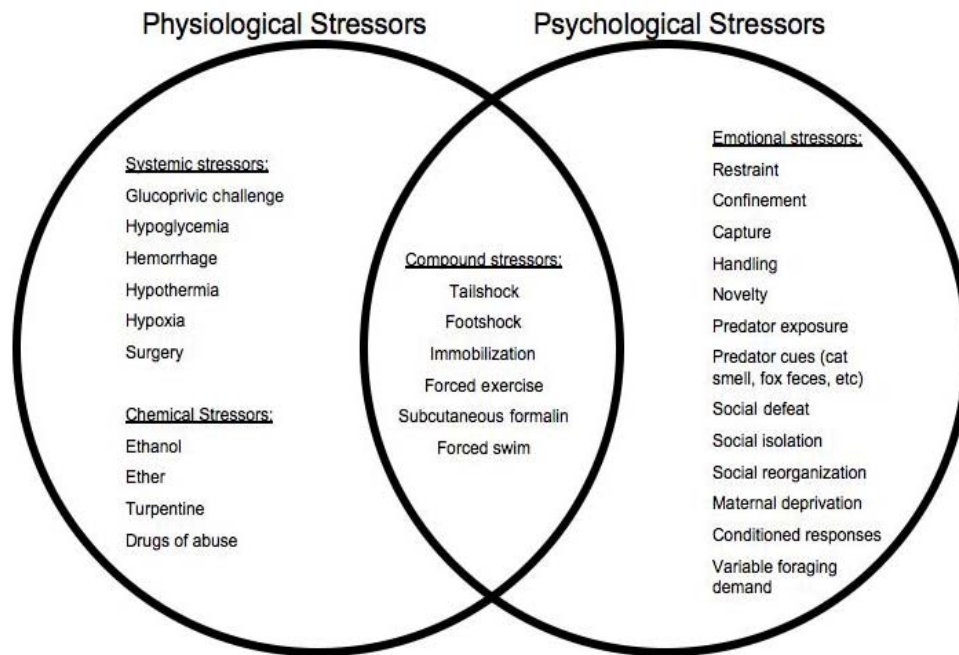 Physiological Stressors
Psychological Stressors
Systemic stressors:
Glucoprivic challenge
Hypoglycemia
Hemorrhage
Hypothermia
Hypoxia
Surgery
Chemical Stressors:
Ethanol
Ether
Turpentine
Drugs of abuse
Compound stressors:
Tailshock
Footshock
Immobilization
Forced exercise
Subcutaneous formalin
Forced swim
Emotional stressors:
Restraint
Confinement
Capture
Handling
Novelty
Predator exposure
Predator cues (cat
smell, fox feces, etc)
Social defeat
Social isolation
Social reorganization
Maternal deprivation
Conditioned responses
Variable foraging
demand